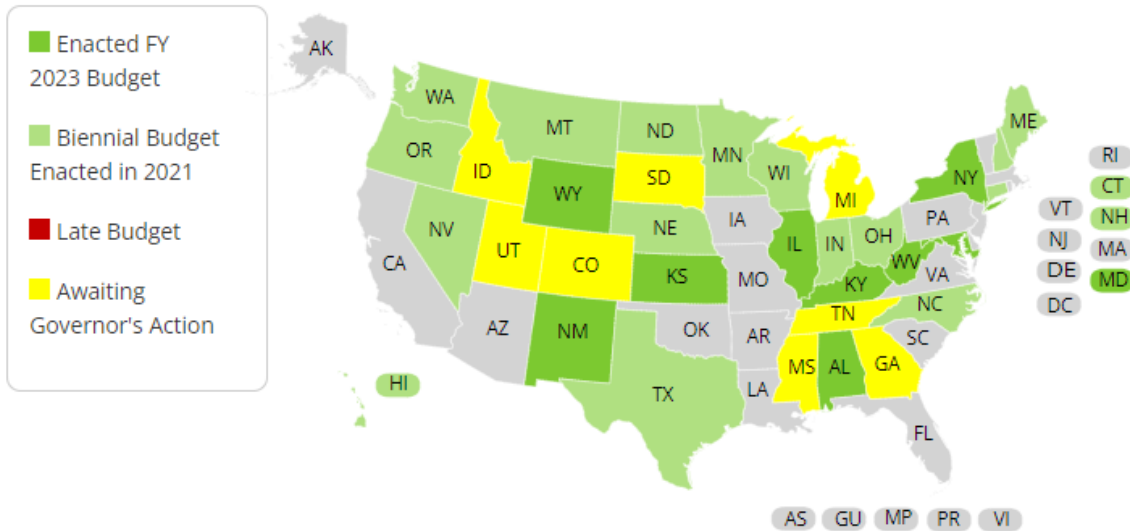 Enacted FY
2023 Budget
Biennial Budget
Enacted in 2021
Late Budget
Awaiting
Governor's Action
AK
WA
MT
ND
ME
OR
MN
ID
WI
SD
NY
RI
MI
WY
CT
IA
PA
VT
NH
NE
NV
IL
IN
OH
NJ
MA
UT
CO
WV
CA
KS
MO
KY
VA
DE
MD
NC
DC
TN
AZ
NM
OK
AR
SC
MS
AL
GA
HI
TX
LA
FL
AS
GU
MP
PR
VI